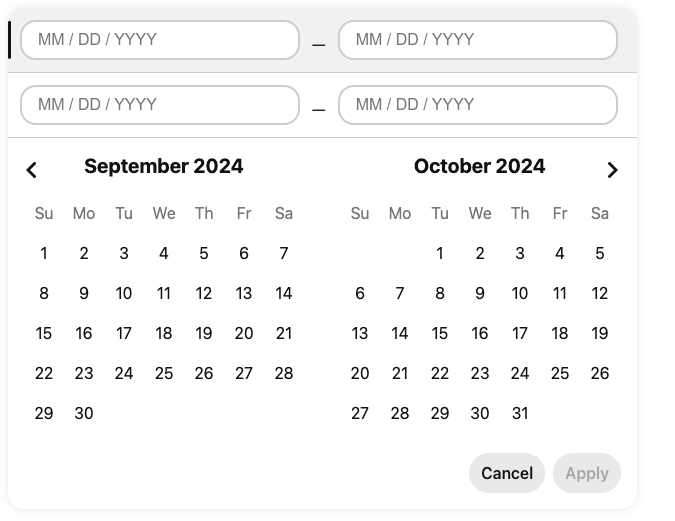 MM / DD / YYYY – MM / DD / YYYY
MM / DD / YYYY – MM / DD / YYYY
September 2024
Su Mo Tu We Th Fr Sa
1 2 3 4 5 6 7
8 9 10 11 12 13 14
15 16 17 18 19 20 21
22 23 24 25 26 27 28
29 30
October 2024
Su Mo Tu We Th Fr Sa
1 2 3 4 5
6 7 8 9 10 11 12
13 14 15 16 17 18 19
20 21 22 23 24 25 26
27 28 29 30 31
Cancel Apply